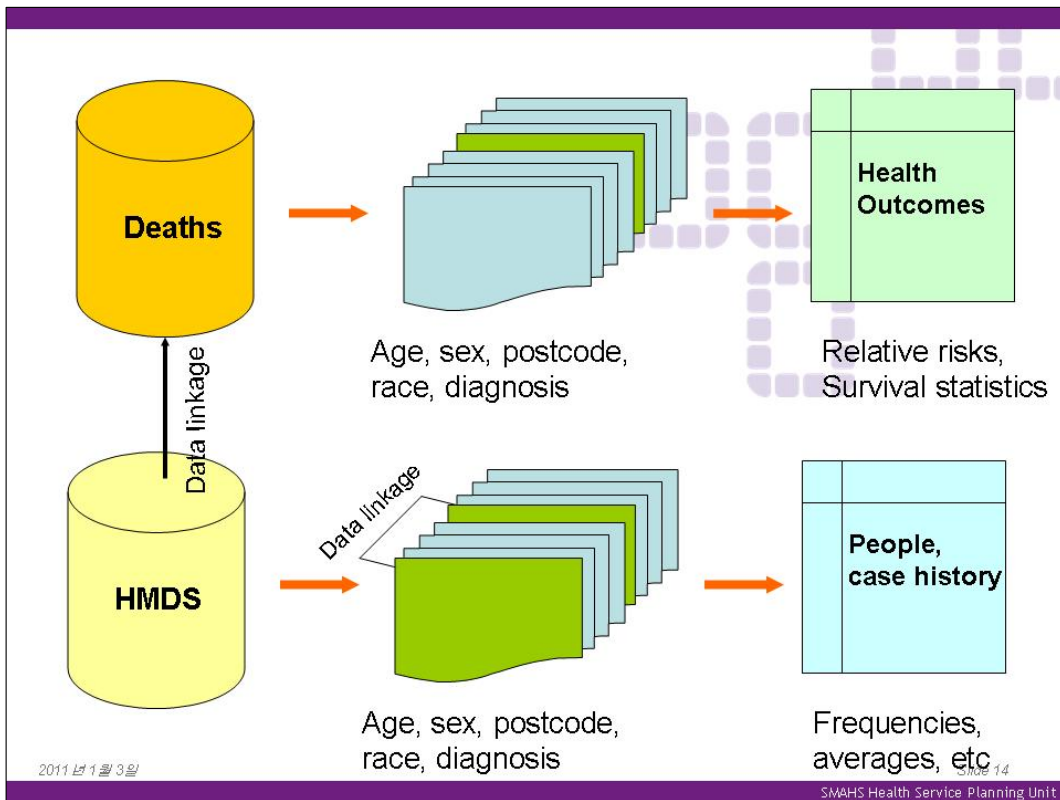 Deaths
Health
Outcomes
Age, sex, postcode,
race, diagnosis
Relative risks,
Survival statistics
Data linkage
Data linkage
HMDS
People,
case history
Age, sex, postcode,
race, diagnosis
Frequencies,
averages, etc
2011년 1월 3일
Slide 14
SMAHS Health Service Planning Unit